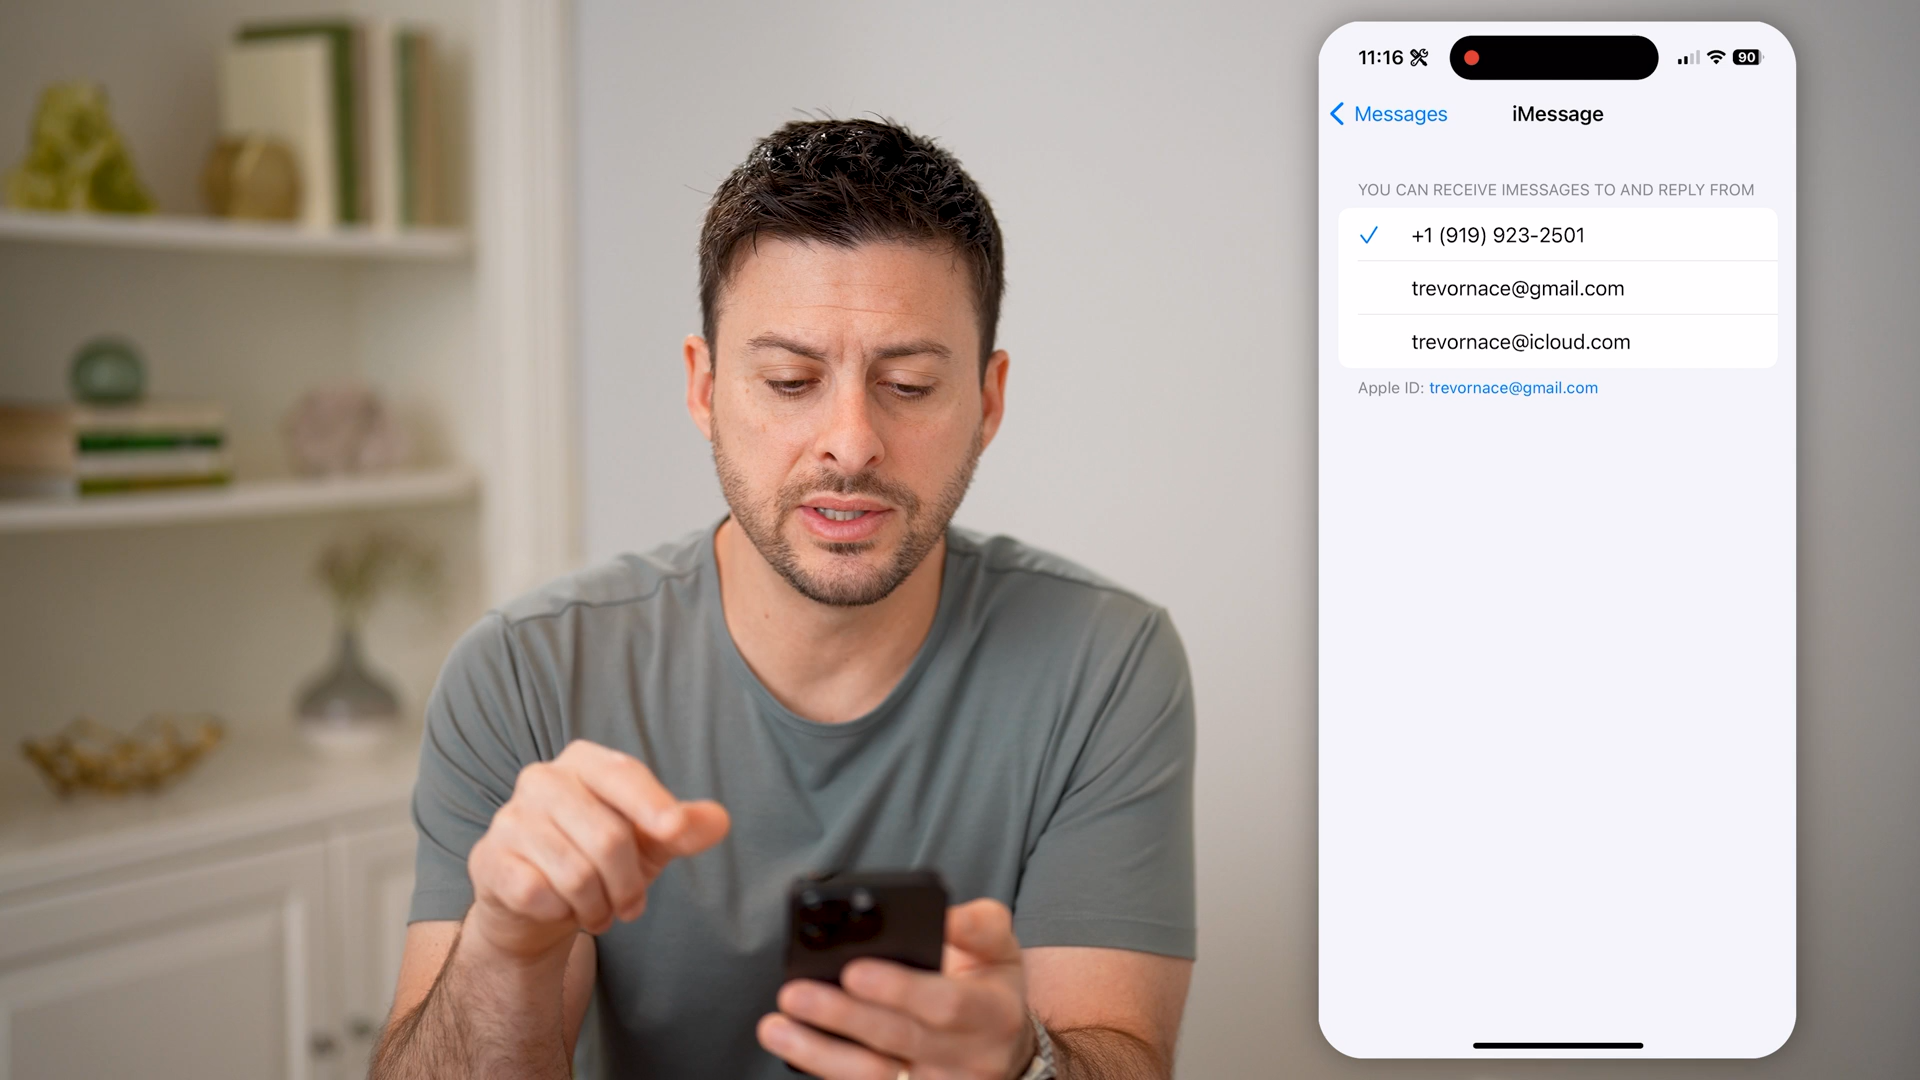 11:16 90
Messages iMessage
YOU CAN RECEIVE IMESSAGES TO AND REPLY FROM
+1 (919) 923-2501
trevornace@gmail.com
trevornace@icloud.com
Apple ID: trevornace@gmail.com